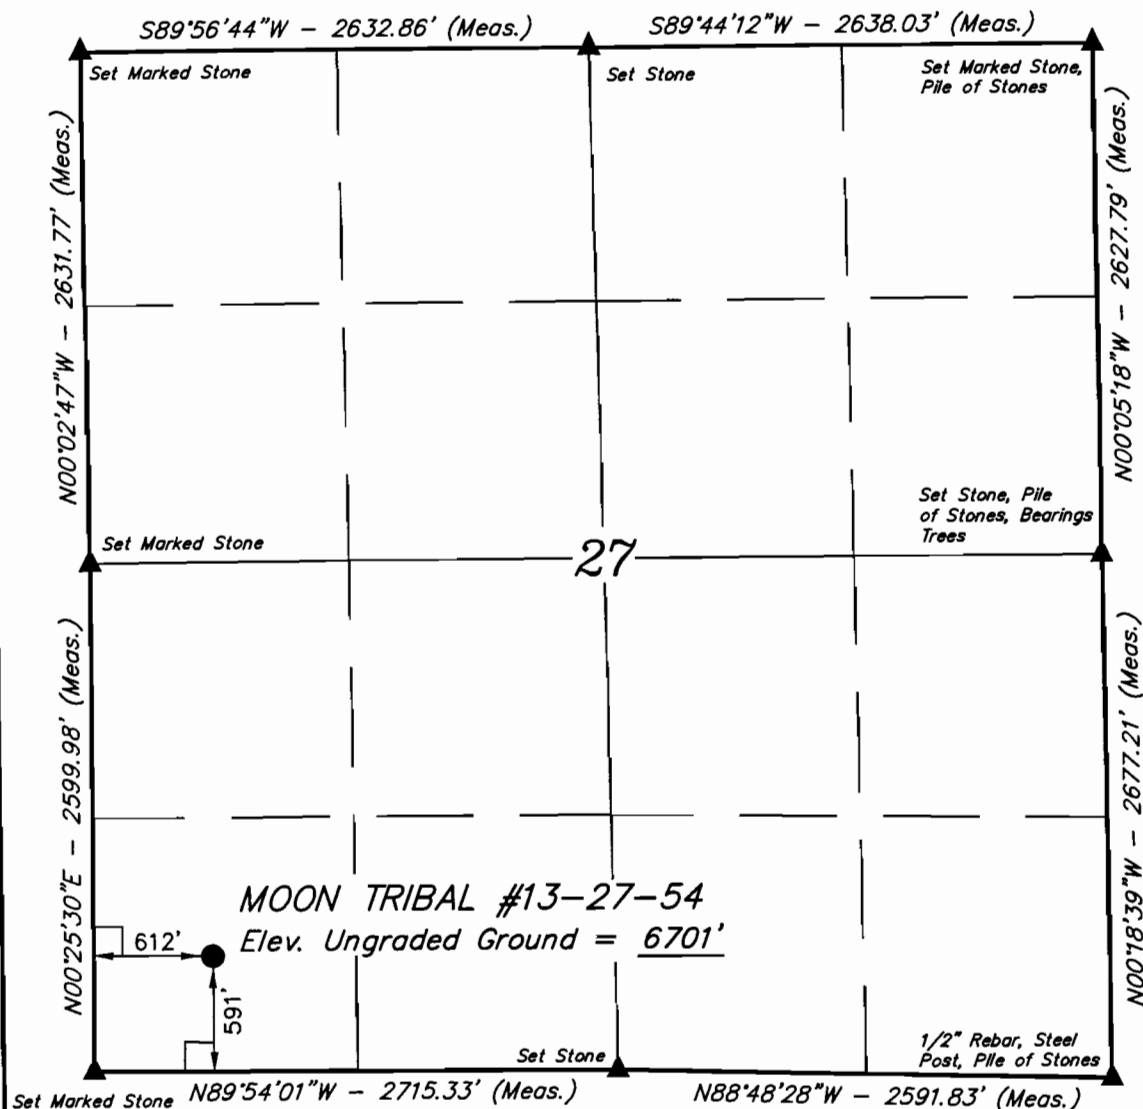 S89°56'44"W - 2632.86' (Meas.)
S89°44'12"W - 2638.03' (Meas.)
Set Marked Stone
Set Stone
Set Marked Stone,
Pile of Stones
N00°02'47"W - 2631.77' (Meas.)
N00°05'18"W - 2627.79' (Meas.)
Set Stone, Pile
of Stones, Bearings
Trees
Set Marked Stone
27
N00°25'30"E - 2599.98' (Meas.)
N00°18'39"W - 2677.21' (Meas.)
MOON TRIBAL #13-27-54
Elev. Ungraded Ground = 6701'
612'
591'
Set Stone
1/2" Rebar, Steel
Post, Pile of Stones
Set Marked Stone
N89°54'01"W - 2715.33' (Meas.)
N88°48'28"W - 2591.83' (Meas.)